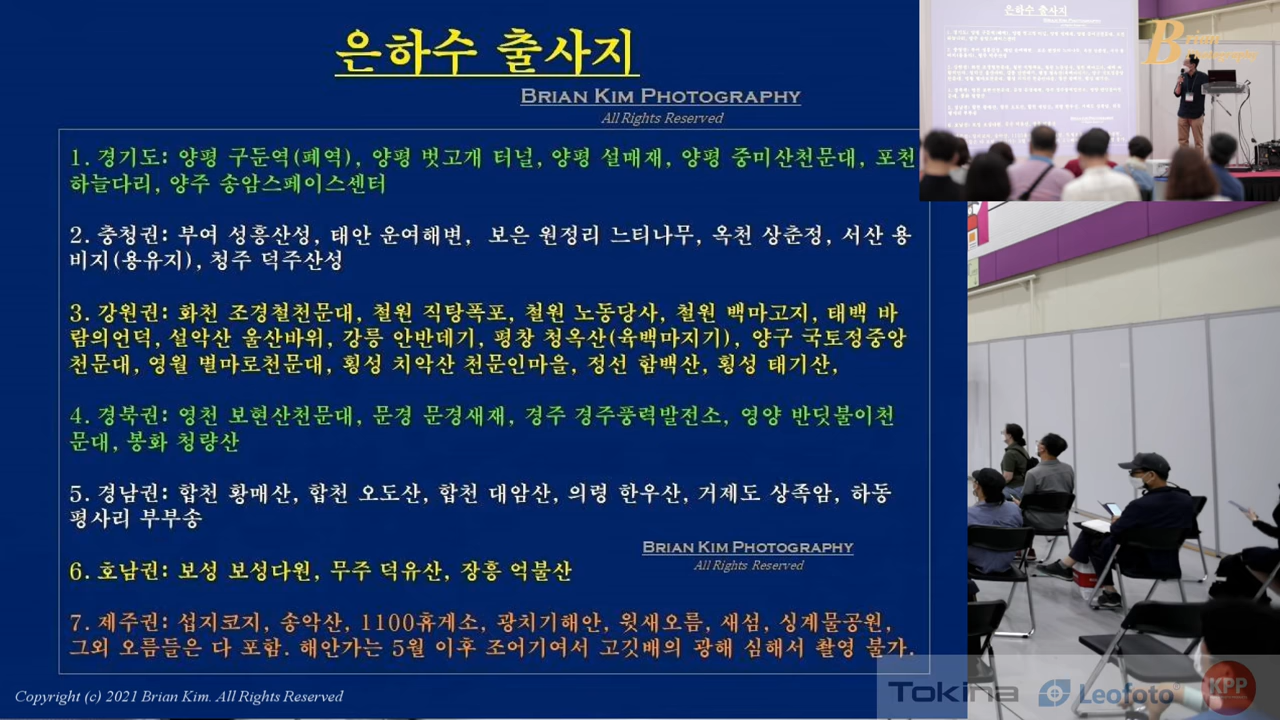 은하수 출사지
BRIAN KIM PHOTOGRAPHY
All Rights Reserved
1. 경기도: 양평 구둔역(폐역), 양평 벗고개 터널, 양평 설매재, 양평 중미산천문대, 포천
하늘다리, 양주 송암스페이스센터
2. 충청권: 부여 성흥산성, 태안 운여해변, 보은 원정리 느티나무, 옥천 상춘정, 서산 용
비지(용유지), 청주 덕주산성
3. 강원권: 화천 조경철천문대, 철원 직탕폭포, 철원 노동당사, 철원 백마고지, 태백 바
람의언덕, 설악산 울산바위, 강릉 안반데기, 평창 청옥산(육백마지기), 양구 국토정중앙
천문대, 영월 별마로천문대, 횡성 치악산 천문인마을, 정선 함백산, 횡성 태기산,
4. 경북권: 영천 보현산천문대, 문경 문경새재, 경주 경주풍력발전소, 영양 반딧불이천
문대, 봉화 청량산
5. 경남권: 합천 황매산, 합천 오도산, 합천 대암산, 의령 한우산, 거제도 상족암, 하동
평사리 부부송
BRIAN KIM PHOTOGRAPHY
All Rights Reserved
6. 호남권: 보성 보성다원, 무주 덕유산, 장흥 억불산
7. 제주권: 섭지코지, 송악산, 1100휴게소, 광치기해안, 윗새오름, 새섬, 싱계물공원,
그외 오름들은 다 포함. 해안가는 5월 이후 조어기여서 고깃배의 광해 심해서 촬영 불가.
Copyright (c) 2021 Brian Kim. All Rights Reserved
은하수 출사지
Brian
Photography
Tokina
Leofoto
KPP